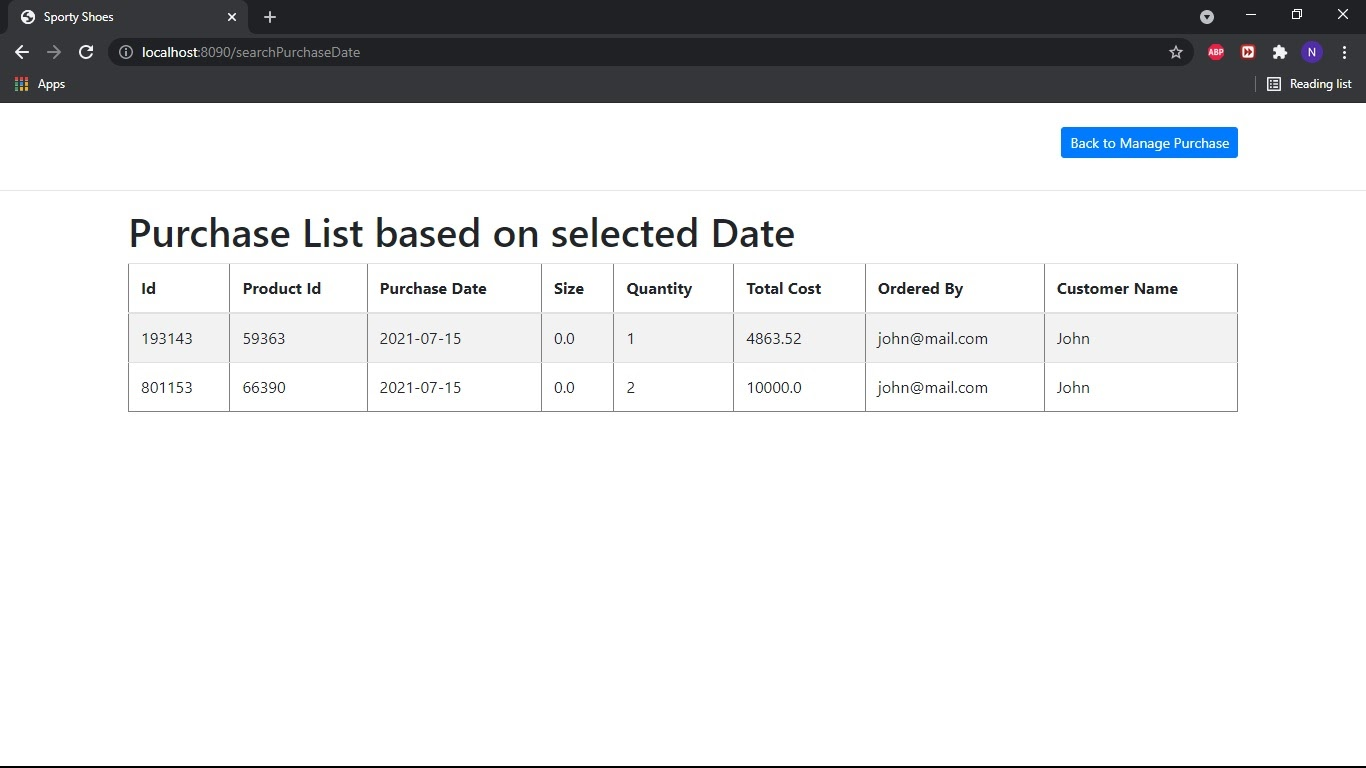 Sporty Shoes
localhost:8090/searchPurchaseDate
ABP
N
Apps
Reading list
Back to Manage Purchase
Purchase List based on selected Date
Id Product Id Purchase Date Size Quantity Total Cost Ordered By Customer Name
193143 59363 2021-07-15 0.0 1 4863.52 john@mail.com John
801153 66390 2021-07-15 0.0 2 10000.0 john@mail.com John